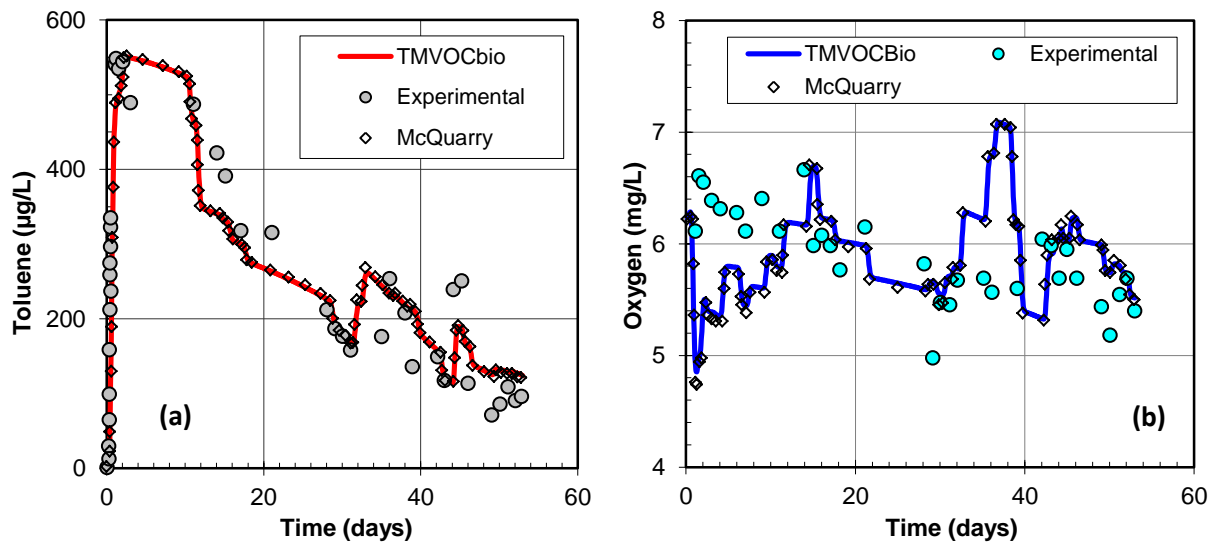 600
400
200
0
0
20
40
60
Toluene (µg/L)
Time (days)
TMVOCbio
Experimental
McQuarry
(a)
8
7
6
5
4
0
20
40
60
Oxygen (mg/L)
Time (days)
TMVOCBio
Experimental
McQuarry
(b)